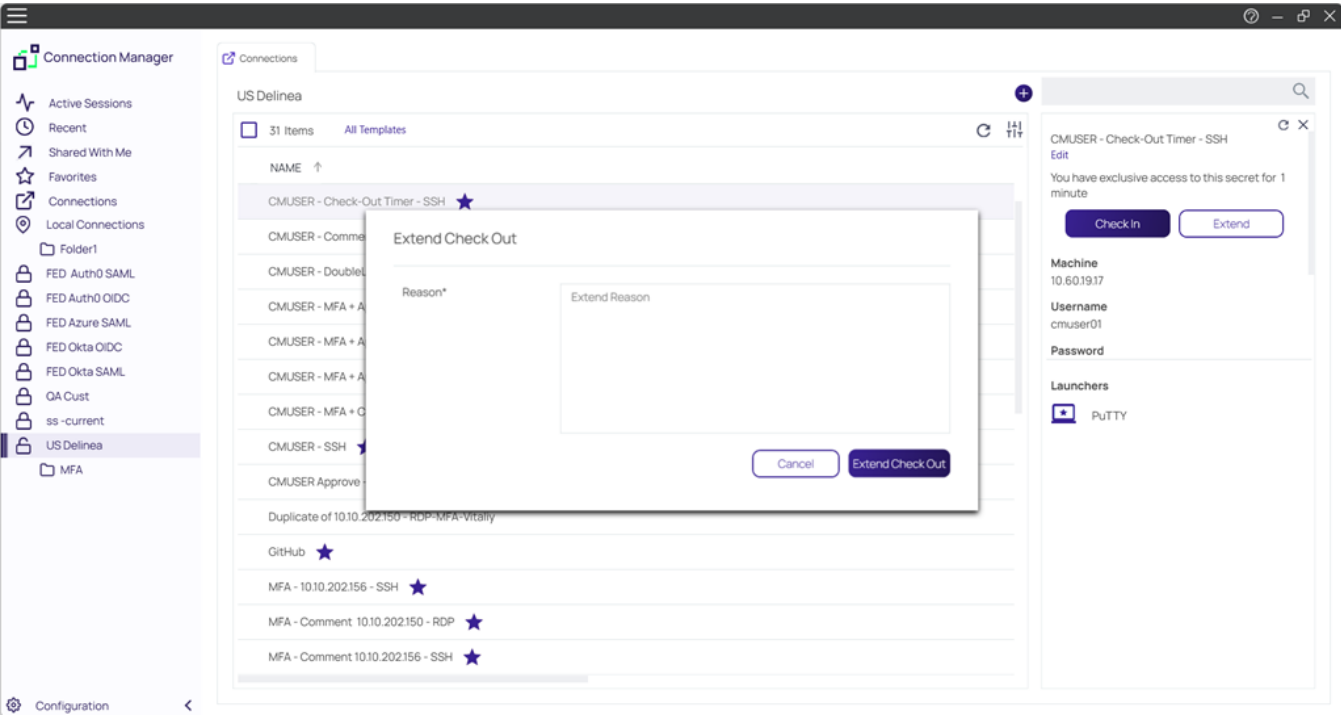 Connection Manager
Active Sessions
Recent
Shared With Me
Favorites
Connections
Local Connections
Folder1
FED Auth0 SAML
FED Auth0 OIDC
FED Azure SAML
FED Okta OIDC
FED Okta SAML
QA Cust
ss -current
US Delinea
MFA
Configuration
Connections
US Delinea
31 Items All Templates
NAME
CMUSER - Check-Out Timer - SSH
CMUSER - Comme
CMUSER - DoubleL
CMUSER - MFA + A
CMUSER - MFA + A
CMUSER - MFA + A
CMUSER - MFA + C
CMUSER - SSH
CMUSER Approve -
Duplicate of 10.10.202.150 - RDP-MFA-Vitaliy
GitHub
MFA - 10.10.202.156 - SSH
MFA - Comment 10.10.202.150 - RDP
MFA - Comment 10.10.202.156 - SSH
Extend Check Out
Reason*
Extend Reason
Cancel
Extend Check Out
CMUSER - Check-Out Timer - SSH
Edit
You have exclusive access to this secret for 1
minute
Check In
Extend
Machine
10.60.19.17
Username
cmuser01
Password
Launchers
PuTTY